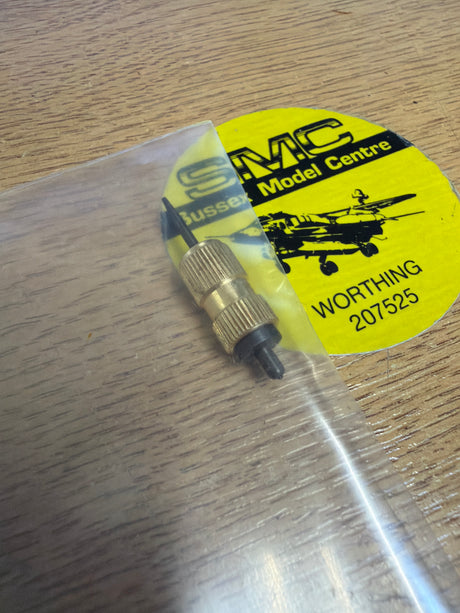 SMC
Sussex Model Centre
WORTHING
207525